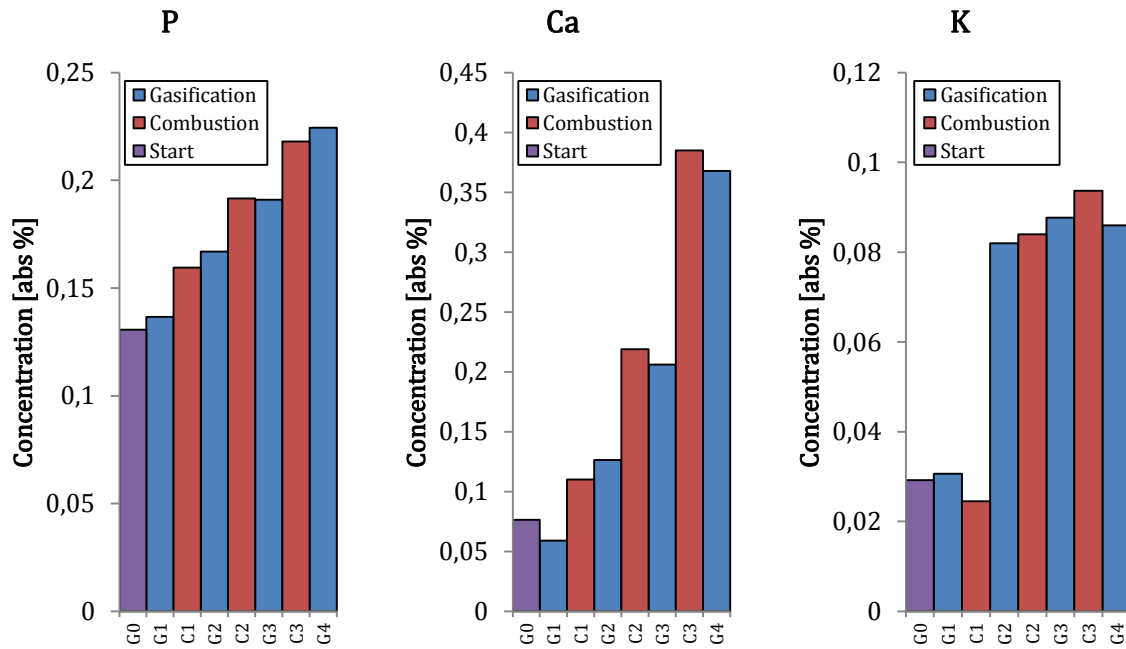 P
Concentration [abs %]
0,25
0,2
0,15
0,1
0,05
0
Gasification
Combustion
Start
G0
G1
C1
G2
C2
G3
C3
G4
Ca
Concentration [abs %]
0,45
0,4
0,35
0,3
0,25
0,2
0,15
0,1
0,05
0
Gasification
Combustion
Start
G0
G1
C1
G2
C2
G3
C3
G4
K
Concentration [abs %]
0,12
0,1
0,08
0,06
0,04
0,02
0
Gasification
Combustion
Start
G0
G1
C1
G2
C2
G3
C3
G4